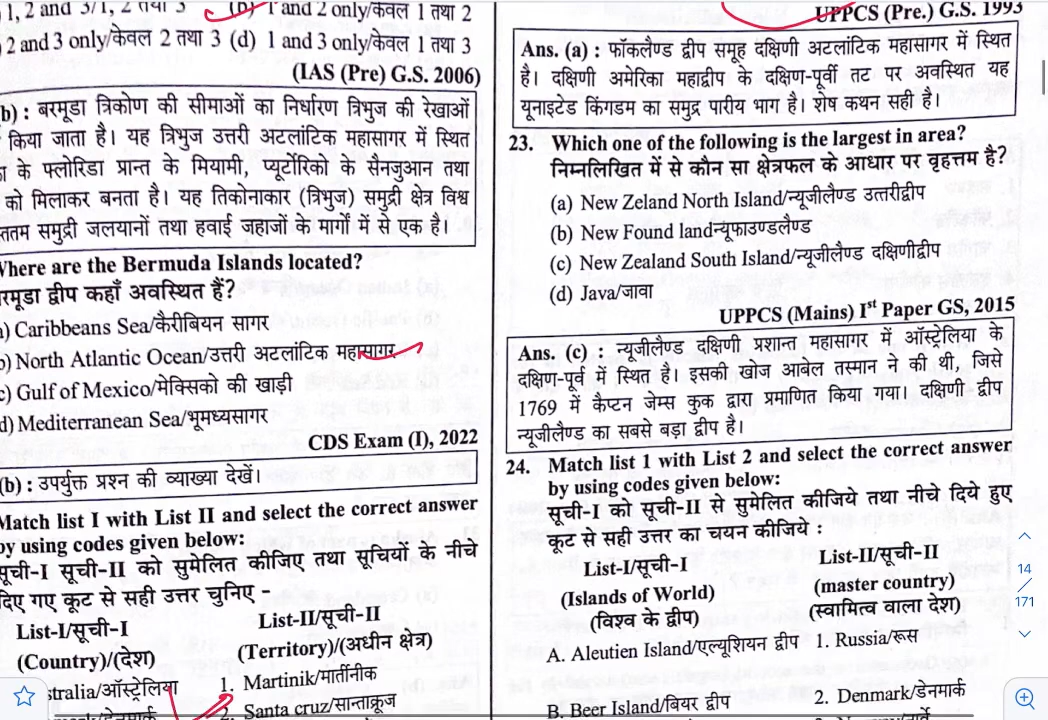 1, 2 and 3/1, 2 तथा 3 (b) 1 and 2 only/केवल 1 तथा 2
2 and 3 only/केवल 2 तथा 3 (d) 1 and 3 only/केवल 1 तथा 3
(IAS (Pre) G.S. 2006)
(b) : बरमूडा त्रिकोण की सीमाओं का निर्धारण त्रिभुज की रेखाओं
किया जाता है। यह त्रिभुज उत्तरी अटलांटिक महासागर में स्थित
के फ्लोरिडा प्रान्त के मियामी, प्यूर्टोरिको के सैनजुआन तथा
को मिलाकर बनता है। यह तिकोनाकार (त्रिभुज) समुद्री क्षेत्र विश्व
समुद्री जलयानों तथा हवाई जहाजों के मार्गों में से एक है।
Where are the Bermuda Islands located?
बरमूडा द्वीप कहाँ अवस्थित हैं?
a) Caribbeans Sea/कैरीबियन सागर
b) North Atlantic Ocean/उत्तरी अटलांटिक महासागर
c) Gulf of Mexico/मेक्सिको की खाड़ी
d) Mediterranean Sea/भूमध्यसागर
CDS Exam (I), 2022
(b) : उपर्युक्त प्रश्न की व्याख्या देखें।
Match list I with List II and select the correct answer
by using codes given below:
सूची-I सूची-II को सुमेलित कीजिए तथा सूचियों के नीचे
दिए गए कूट से सही उत्तर चुनिए -
List-I/सूची-I List-II/सूची-II
(Country)/(देश) (Territory)/(अधीन क्षेत्र)
stralia/ऑस्ट्रेलिया 1. Martinik/मार्तीनीक
2. Santa cruz/सान्ताक्रूज
UPPCS (Pre.) G.S. 1993
Ans. (a) : फॉकलैण्ड द्वीप समूह दक्षिणी अटलांटिक महासागर में स्थित
है। दक्षिणी अमेरिका महाद्वीप के दक्षिण-पूर्वी तट पर अवस्थित यह
यूनाइटेड किंगडम का समुद्र पारीय भाग है। शेष कथन सही हैं।
23. Which one of the following is the largest in area?
निम्नलिखित में से कौन सा क्षेत्रफल के आधार पर वृहत्तम है?
(a) New Zeland North Island/न्यूजीलैण्ड उत्तरीद्वीप
(b) New Found land/न्यूफाउण्डलैण्ड
(c) New Zealand South Island/न्यूजीलैण्ड दक्षिणीद्वीप
(d) Java/जावा
UPPCS (Mains) Ist Paper GS, 2015
Ans. (c) : न्यूजीलैण्ड दक्षिणी प्रशान्त महासागर में ऑस्ट्रेलिया के
दक्षिण-पूर्व में स्थित है। इसकी खोज आबेल तस्मान ने की थी, जिसे
1769 में कैप्टन जेम्स कुक द्वारा प्रमाणित किया गया। दक्षिणी द्वीप
न्यूजीलैण्ड का सबसे बड़ा द्वीप है।
24. Match list 1 with List 2 and select the correct answer
by using codes given below:
सूची-I को सूची-II से सुमेलित कीजिये तथा नीचे दिये हुए
कूट से सही उत्तर का चयन कीजिये :
List-I/सूची-I List-II/सूची-II
(Islands of World) (master country)
(विश्व के द्वीप) (स्वामित्व वाला देश)
A. Aleutien Island/एल्यूशियन द्वीप 1. Russia/रूस
B. Beer Island/बियर द्वीप 2. Denmark/डेनमार्क
14
171